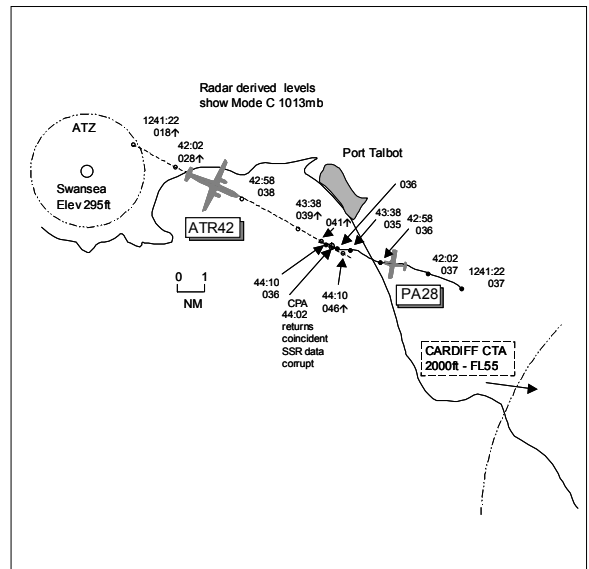 Radar derived levels
show Mode C 1013mb
ATZ
1241:22
018↑
42:02
028↑
Port Talbot
Swansea
Elev 295ft
42:58
038
036
43:38
039↑
041↑
43:38
035
42:58
036
ATR42
42:02
037
1241:22
037
0 1
NM
44:10
036
CPA
44:02
returns
coincident
SSR data
corrupt
44:10
046↑
PA28
CARDIFF CTA
2000ft - FL55